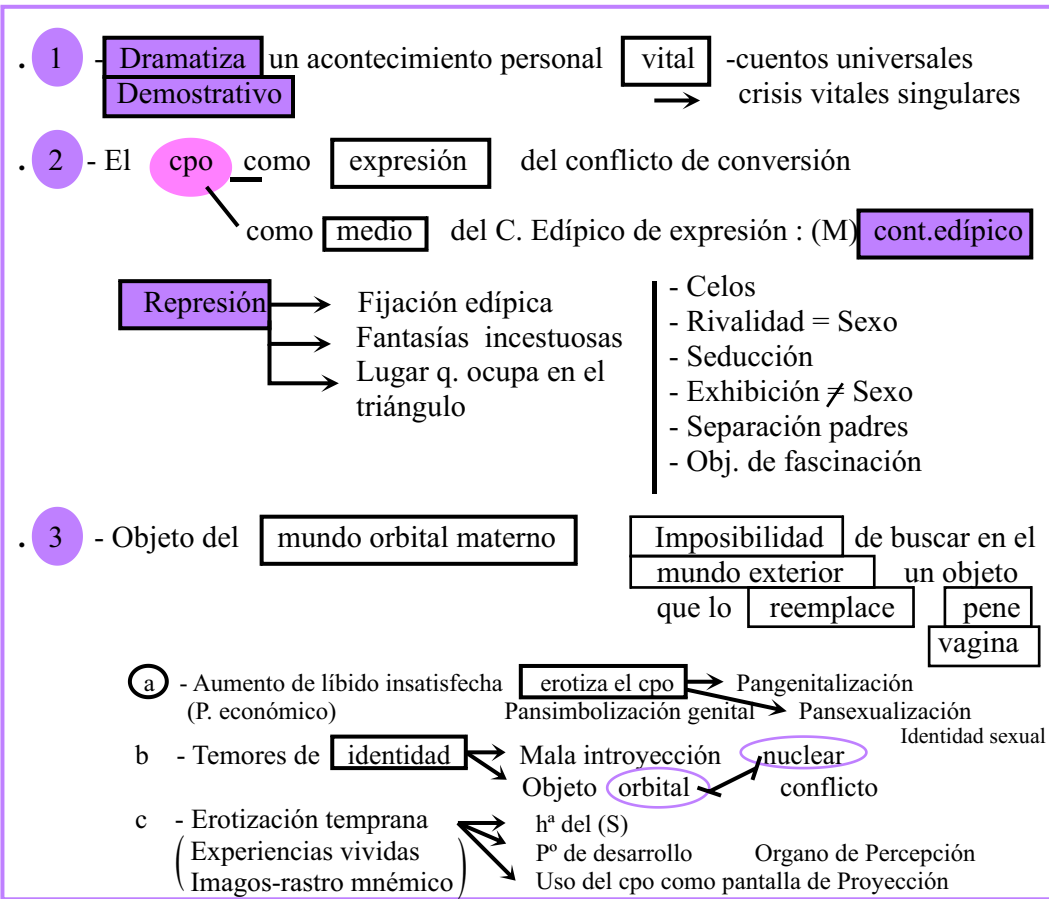 . 1 - Dramatiza un acontecimiento personal vital -cuentos universales
Demostrativo crisis vitales singulares
. 2 - El cpo como expresión del conflicto de conversión
como medio del C. Edípico de expresión : (M) cont.edípico
Represión Fijación edípica
Fantasías incestuosas
Lugar q. ocupa en el
triángulo
- Celos
- Rivalidad = Sexo
- Seducción
- Exhibición ≠ Sexo
- Separación padres
- Obj. de fascinación
. 3 - Objeto del mundo orbital materno Imposibilidad de buscar en el
mundo exterior un objeto
que lo reemplace pene
vagina
a - Aumento de líbido insatisfecha erotiza el cpo Pangenitalización
(P. económico) Pansimbolización genital Pansexualización
Identidad sexual
b - Temores de identidad Mala introyección nuclear
Objeto orbital conflicto
c - Erotización temprana hª del (S)
(Experiencias vividas Pº de desarrollo Organo de Percepción
Imagos-rastro mnémico) Uso del cpo como pantalla de Proyección